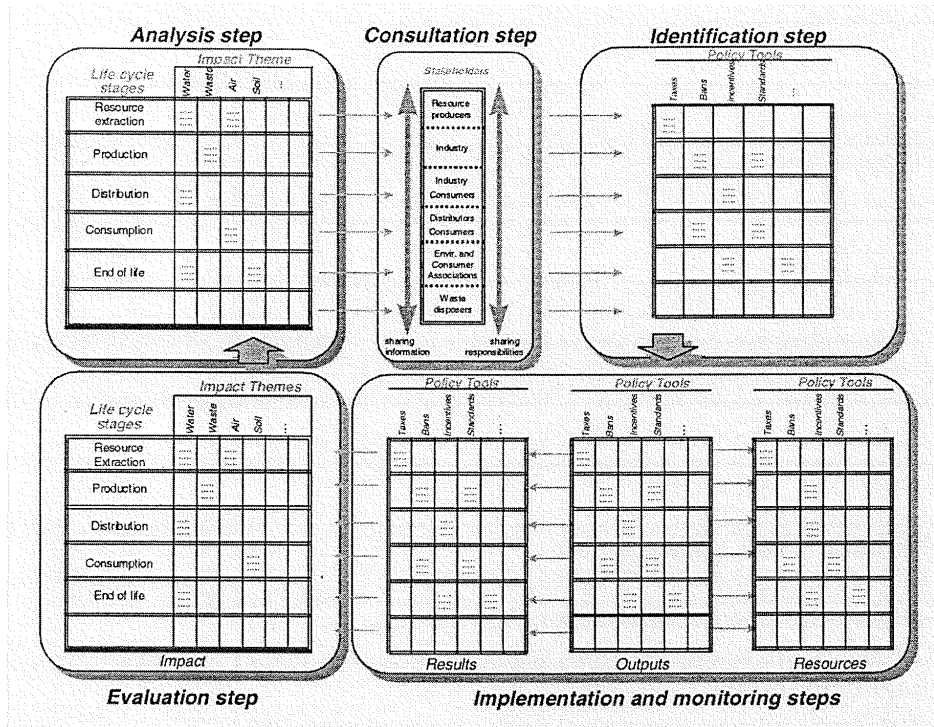 Analysis step
Consultation step
Identification step
Impact Theme
Life cycle
stages
Water
Waste
Air
Soil
...
Resource
extraction
Production
Distribution
Consumption
End of life
Stakeholders
Resource
producers
Industry
Industry
Consumers
Distributors
Consumers
Envir. and
Consumer
Associations
Waste
disposers
sharing
information
sharing
responsibilities
Policy Tools
Taxes
Bans
Incentives
Standards
...
Impact Themes
Life cycle
stages
Water
Waste
Air
Soil
...
Resource
Extraction
Production
Distribution
Consumption
End of life
Impact
Policy Tools
Taxes
Bans
Incentives
Standards
...
Results
Policy Tools
Taxes
Bans
Incentives
Standards
...
Outputs
Policy Tools
Taxes
Bans
Incentives
Standards
...
Resources
Evaluation step
Implementation and monitoring steps